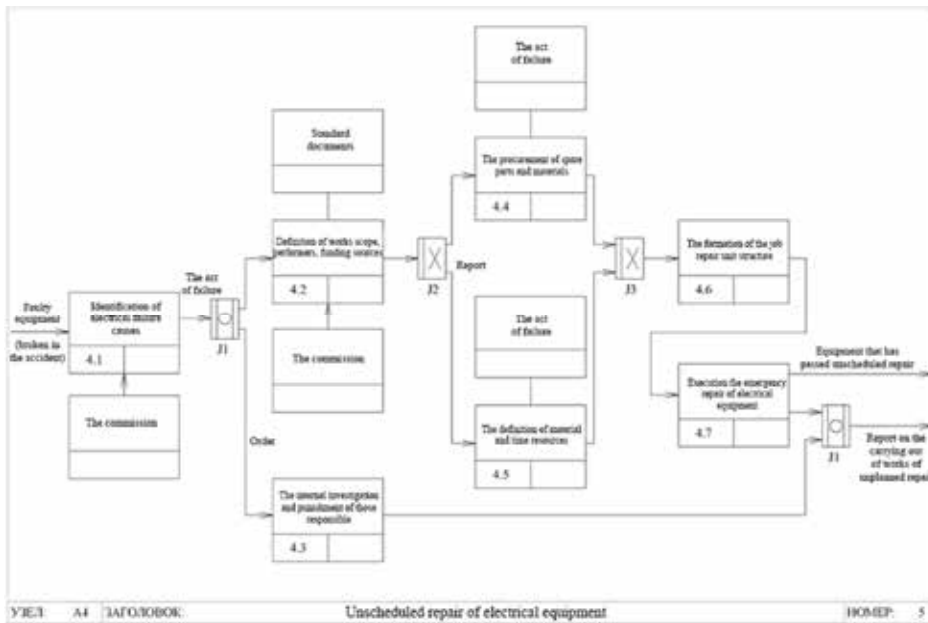 The act
of failure
Standard
documents
The procurement of spare
parts and materials
4.4
Definition of works scope,
performers, funding sources
4.2
J2
Report
J3
The formation of the job
repair unit structure
4.6
The act
of failure
J1
Faulty
equipment
(broken in
the accident)
Identification of
electrical failure
causes
4.1
The commission
The commission
The act
of failure
Equipment that has
passed unscheduled repair
Execution the emergency
repair of electrical
equipment
4.7
J1
Report on the
carrying out
of works of
unplanned repair
The definition of material
and time resources
4.5
Order
The internal investigation
and punishment of those
responsible
4.3
УЗЕЛ: A4 ЗАГОЛОВОК: Unscheduled repair of electrical equipment НОМЕР: 5